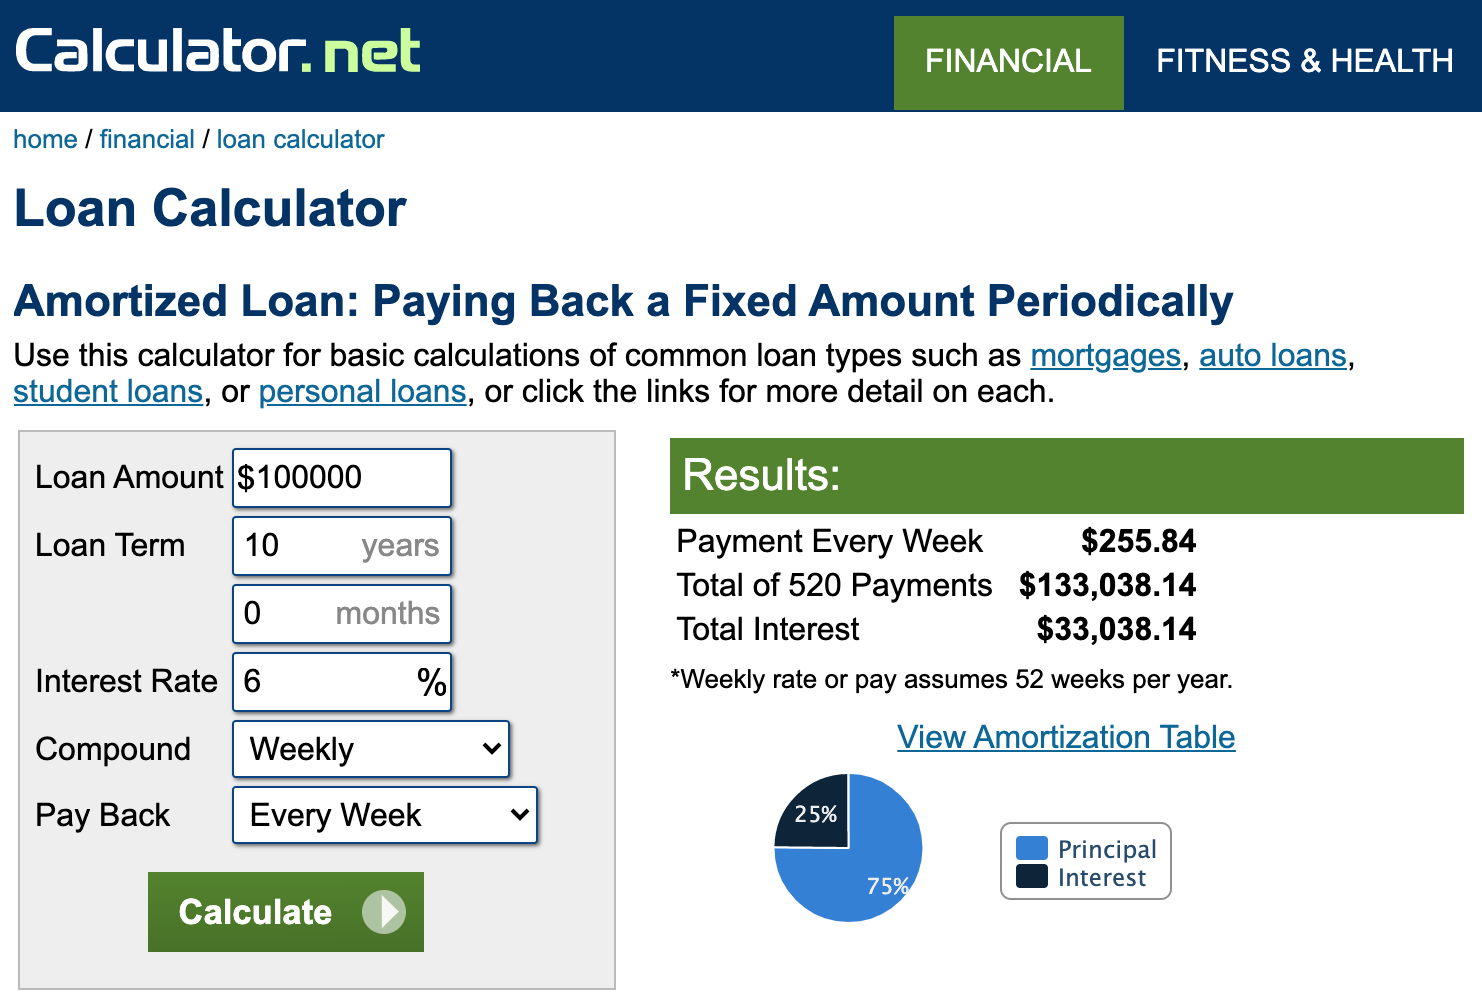 Calculator.net
FINANCIAL
FITNESS & HEALTH
home / financial / loan calculator
Loan Calculator
Amortized Loan: Paying Back a Fixed Amount Periodically
Use this calculator for basic calculations of common loan types such as mortgages, auto loans,
student loans, or personal loans, or click the links for more detail on each.
Loan Amount $100000
Loan Term 10 years
0 months
Interest Rate 6 %
Compound Weekly
Pay Back Every Week
Calculate
Results:
Payment Every Week $255.84
Total of 520 Payments $133,038.14
Total Interest $33,038.14
*Weekly rate or pay assumes 52 weeks per year.
View Amortization Table
25%
75%
Principal
Interest